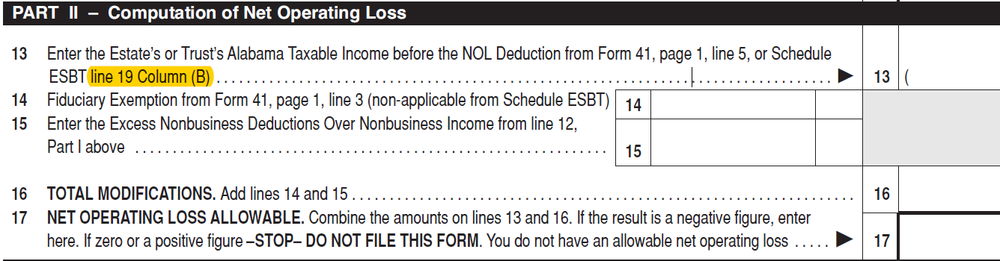 PART II – Computation of Net Operating Loss
13 Enter the Estate’s or Trust’s Alabama Taxable Income before the NOL Deduction from Form 41, page 1, line 5, or Schedule
ESBT line 19 Column (B) ........................................................................................ ▶ 13 (
14 Fiduciary Exemption from Form 41, page 1, line 3 (non-applicable from Schedule ESBT) 14
15 Enter the Excess Nonbusiness Deductions Over Nonbusiness Income from line 12,
Part I above ................................................................ 15
16 TOTAL MODIFICATIONS. Add lines 14 and 15 .................................................................... 16
17 NET OPERATING LOSS ALLOWABLE. Combine the amounts on lines 13 and 16. If the result is a negative figure, enter
here. If zero or a positive figure –STOP– DO NOT FILE THIS FORM. You do not have an allowable net operating loss ..... ▶ 17